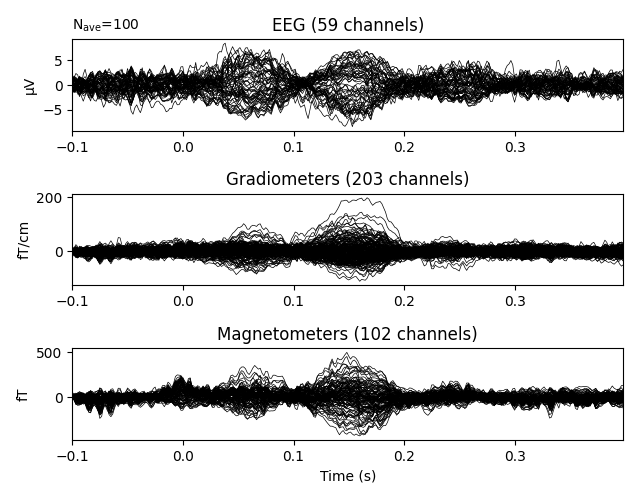 N_ave=100
EEG (59 channels)
5
0
−5
µV
−0.1 0.0 0.1 0.2 0.3
Gradiometers (203 channels)
200
0
fT/cm
−0.1 0.0 0.1 0.2 0.3
Magnetometers (102 channels)
500
0
fT
−0.1 0.0 0.1 0.2 0.3
Time (s)